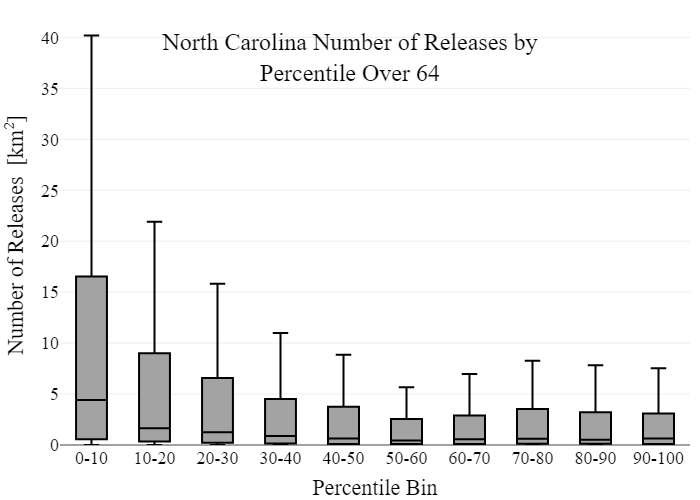 North Carolina Number of Releases by
Percentile Over 64
Number of Releases [km²]
40
35
30
25
20
15
10
5
0
0-10 10-20 20-30 30-40 40-50 50-60 60-70 70-80 80-90 90-100
Percentile Bin